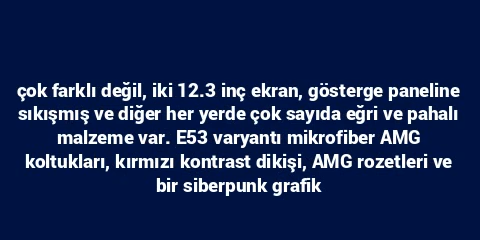 çok farklı değil, iki 12.3 inç ekran, gösterge paneline
sıkışmış ve diğer her yerde çok sayıda eğri ve pahalı
malzeme var. E53 varyantı mikrofiber AMG
koltukları, kırmızı kontrast dikişi, AMG rozetleri ve
bir siberpunk grafik